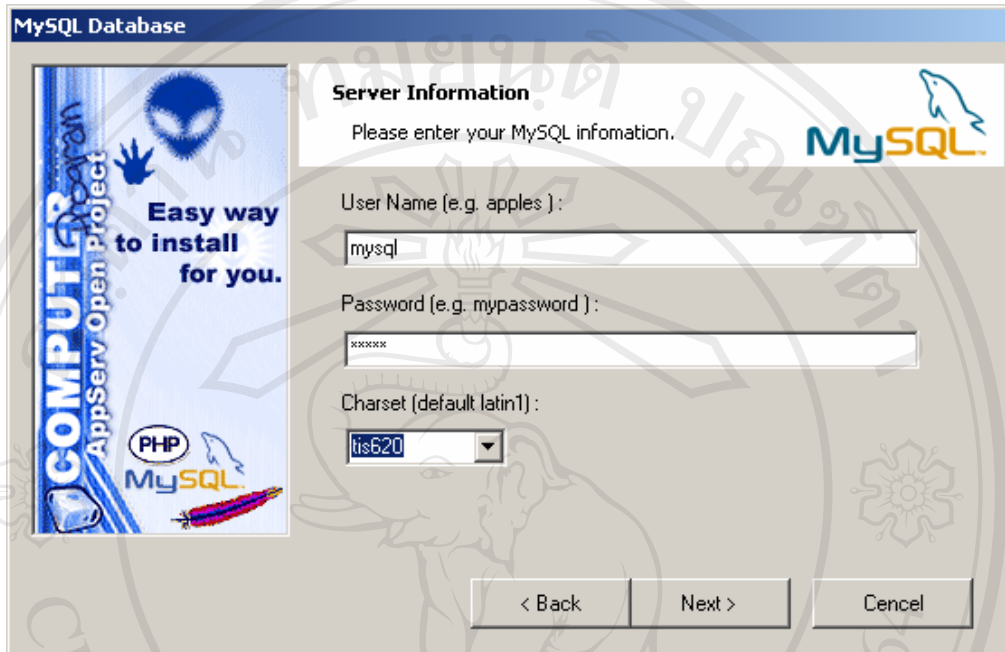 MySQL Database
Server Information
Please enter your MySQL infomation.
MySQL
COMPUTER
Program
AppServ Open Project
Easy way
to install
for you.
PHP
MySQL
User Name (e.g. apples ) :
mysql
Password (e.g. mypassword ) :
×××××
Charset (default latin1) :
tis620
< Back
Next >
Cencel